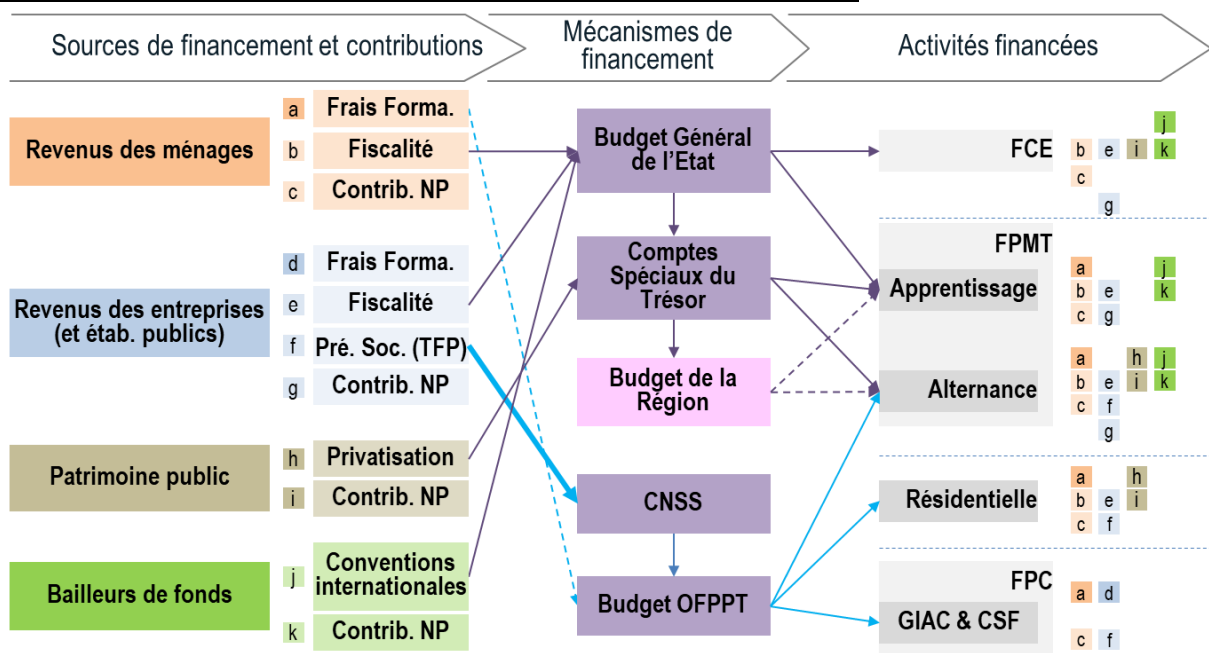 Sources de financement et contributions
Mécanismes de
financement
Activités financées
Revenus des ménages
a Frais Forma.
b Fiscalité
c Contrib. NP
Revenus des entreprises
(et étab. publics)
d Frais Forma.
e Fiscalité
f Pré. Soc. (TFP)
g Contrib. NP
Patrimoine public
h Privatisation
i Contrib. NP
Bailleurs de fonds
j Conventions
internationales
k Contrib. NP
Budget Général
de l’Etat
Comptes
Spéciaux du
Trésor
Budget de la
Région
CNSS
Budget OFPPT
j
FCE b e i k
c
g
FPMT
a j
Apprentissage b e k
c g
a h j
Alternance b e i k
c f
g
a h
Résidentielle b e i
c f
FPC
a d
GIAC & CSF
c f